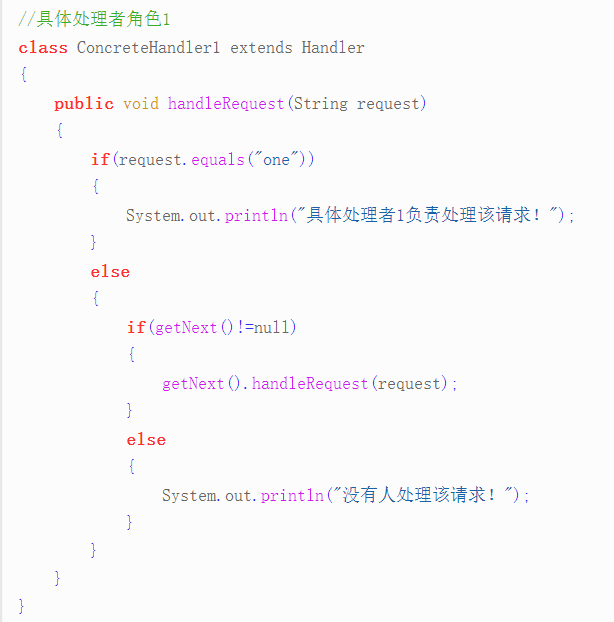 //具体处理者角色1
class ConcreteHandler1 extends Handler
{
    public void handleRequest(String request)
    {
        if(request.equals("one"))
        {
            System.out.println("具体处理者1负责处理该请求！");
        }
        else
        {
            if(getNext()!=null)
            {
                getNext().handleRequest(request);
            }
            else
            {
                System.out.println("没有人处理该请求！");
            }
        }
    }
}